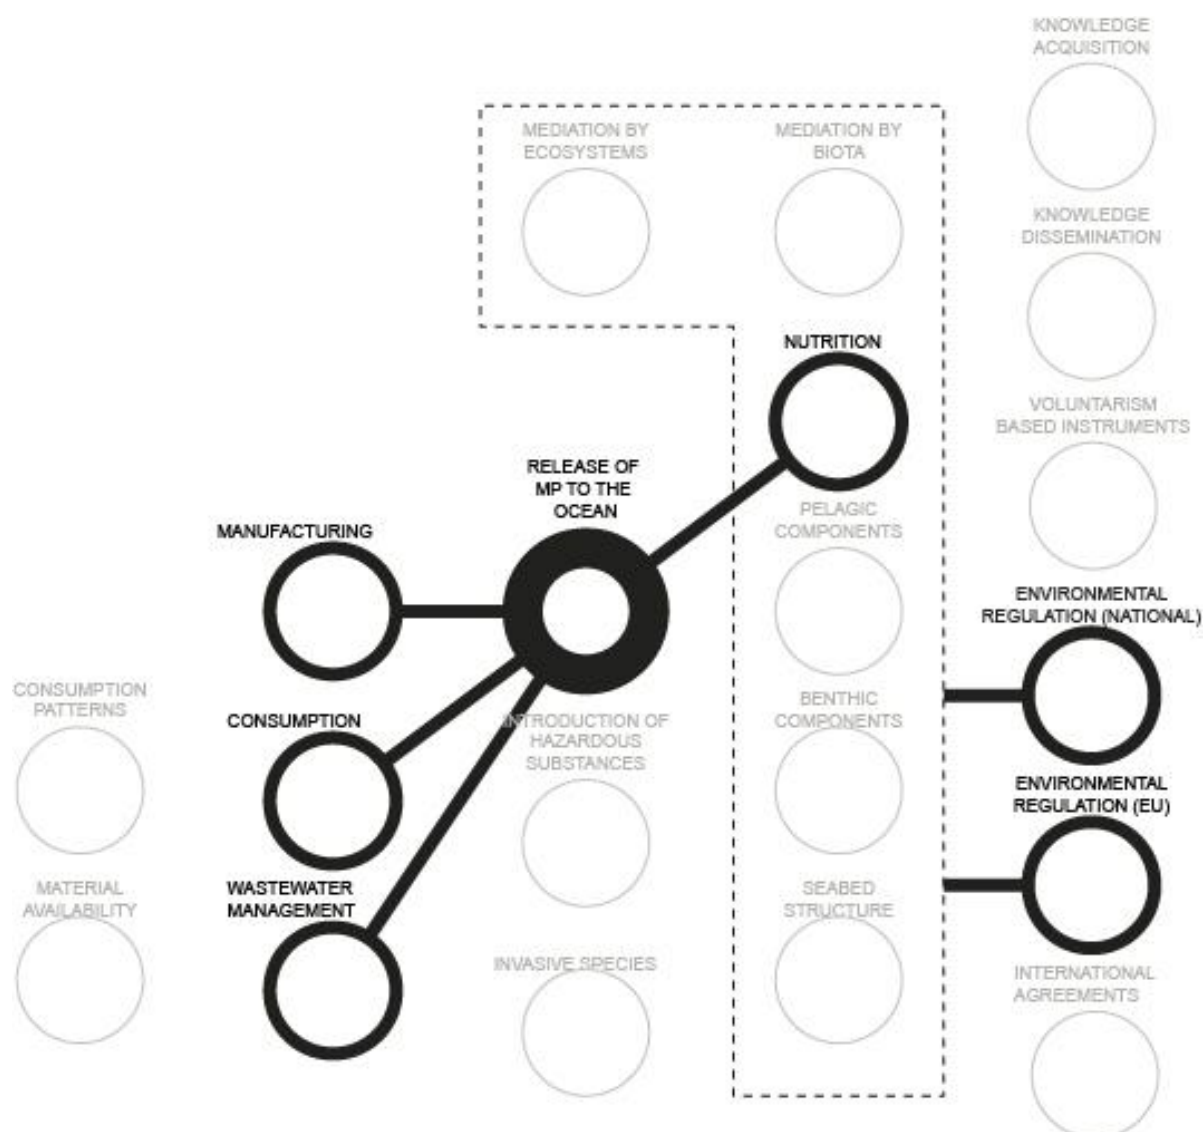 KNOWLEDGE
ACQUISITION
MEDIATION BY
ECOSYSTEMS
MEDIATION BY
BIOTA
KNOWLEDGE
DISSEMINATION
NUTRITION
VOLUNTARISM
BASED INSTRUMENTS
RELEASE OF
MP TO THE
OCEAN
PELAGIC
COMPONENTS
MANUFACTURING
ENVIRONMENTAL
REGULATION (NATIONAL)
CONSUMPTION
PATTERNS
CONSUMPTION
INTRODUCTION OF
HAZARDOUS
SUBSTANCES
BENTHIC
COMPONENTS
ENVIRONMENTAL
REGULATION (EU)
MATERIAL
AVAILABILITY
WASTEWATER
MANAGEMENT
SEABED
STRUCTURE
INVASIVE SPECIES
INTERNATIONAL
AGREEMENTS